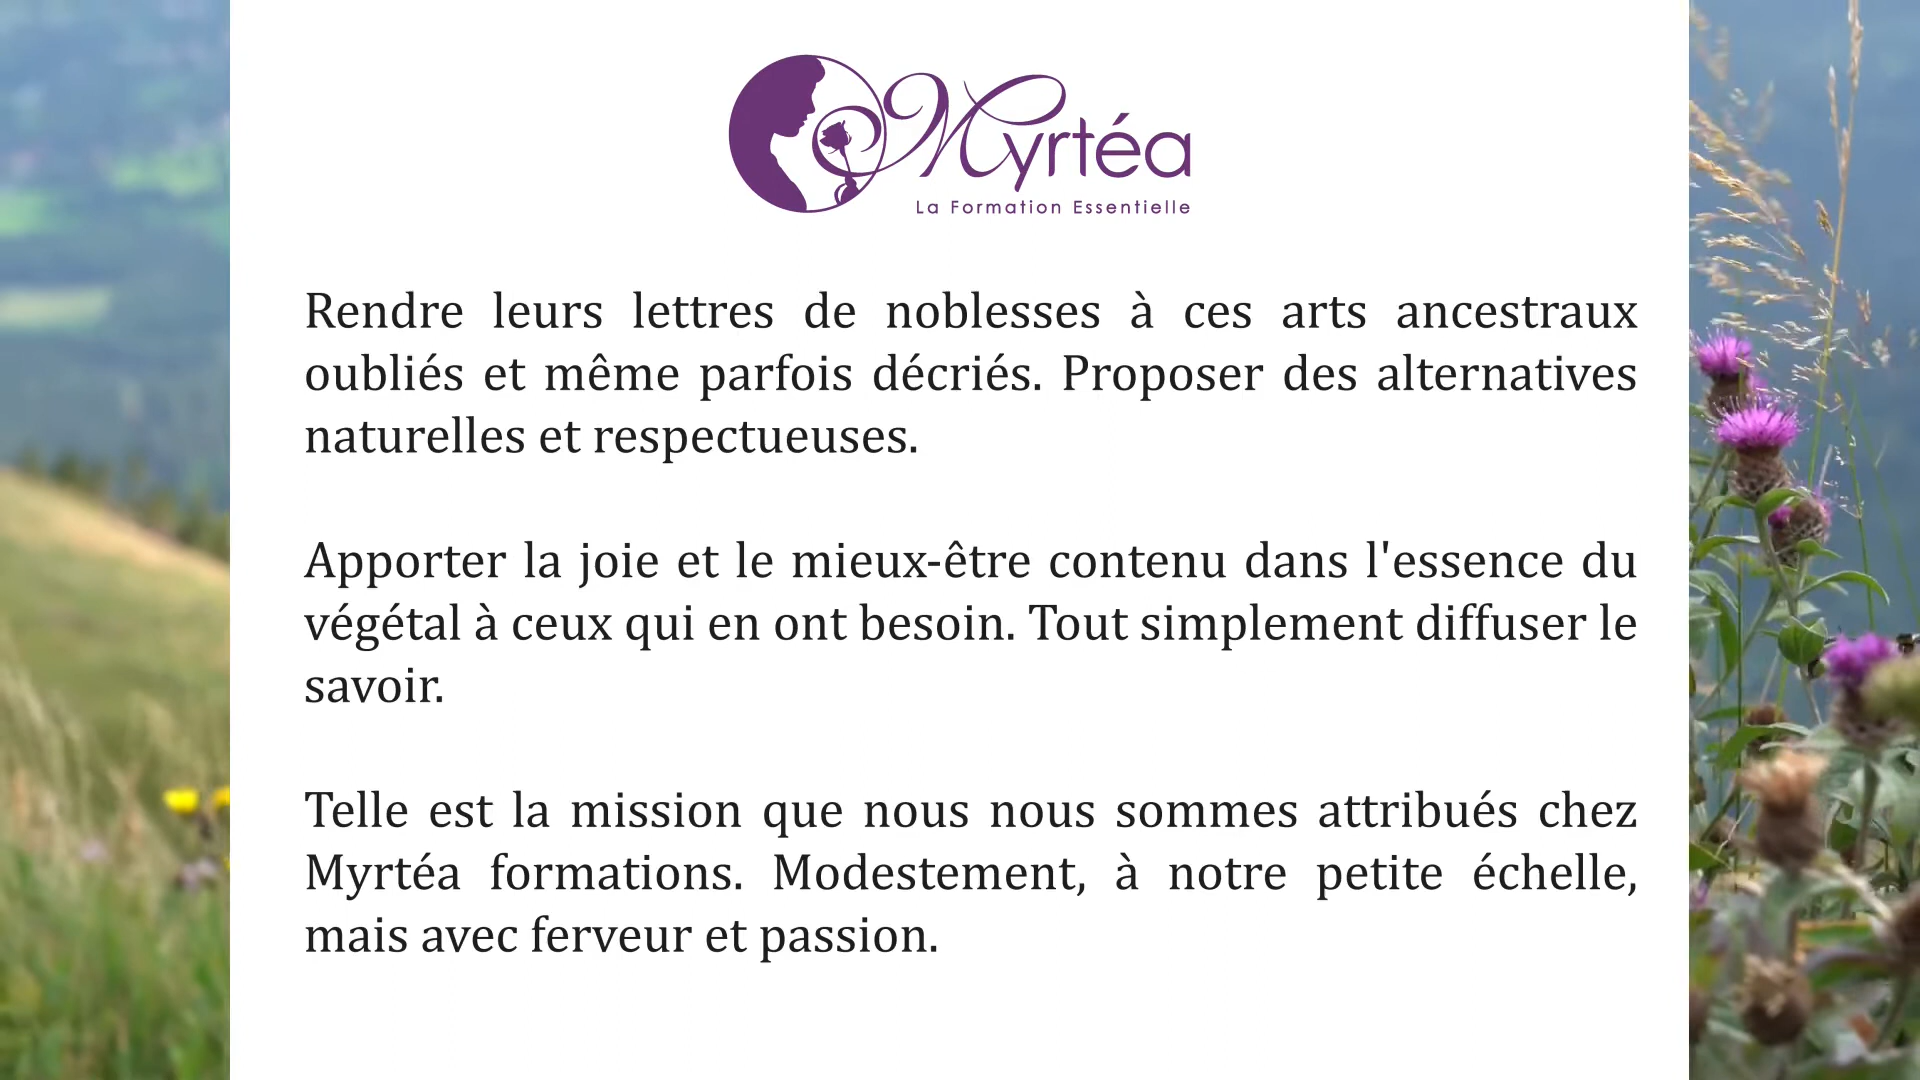 Myrtéa
La Formation Essentielle
Rendre leurs lettres de noblesses à ces arts ancestraux
oubliés et même parfois décriés. Proposer des alternatives
naturelles et respectueuses.
Apporter la joie et le mieux-être contenu dans l'essence du
végétal à ceux qui en ont besoin. Tout simplement diffuser le
savoir.
Telle est la mission que nous nous sommes attribués chez
Myrtéa formations. Modestement, à notre petite échelle,
mais avec ferveur et passion.